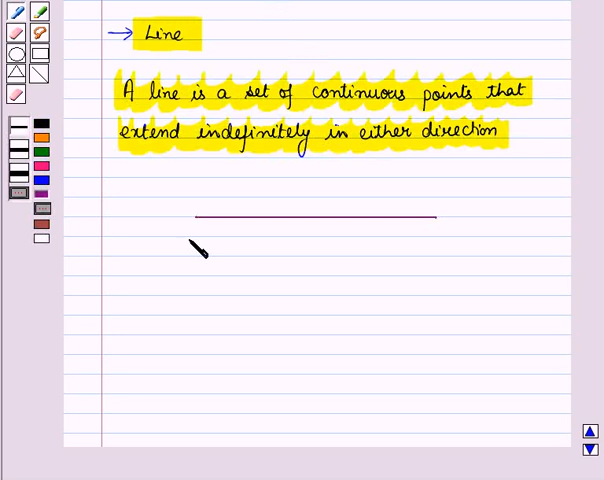 → Line
A line is a set of continuous points that
extend indefinitely in either direction